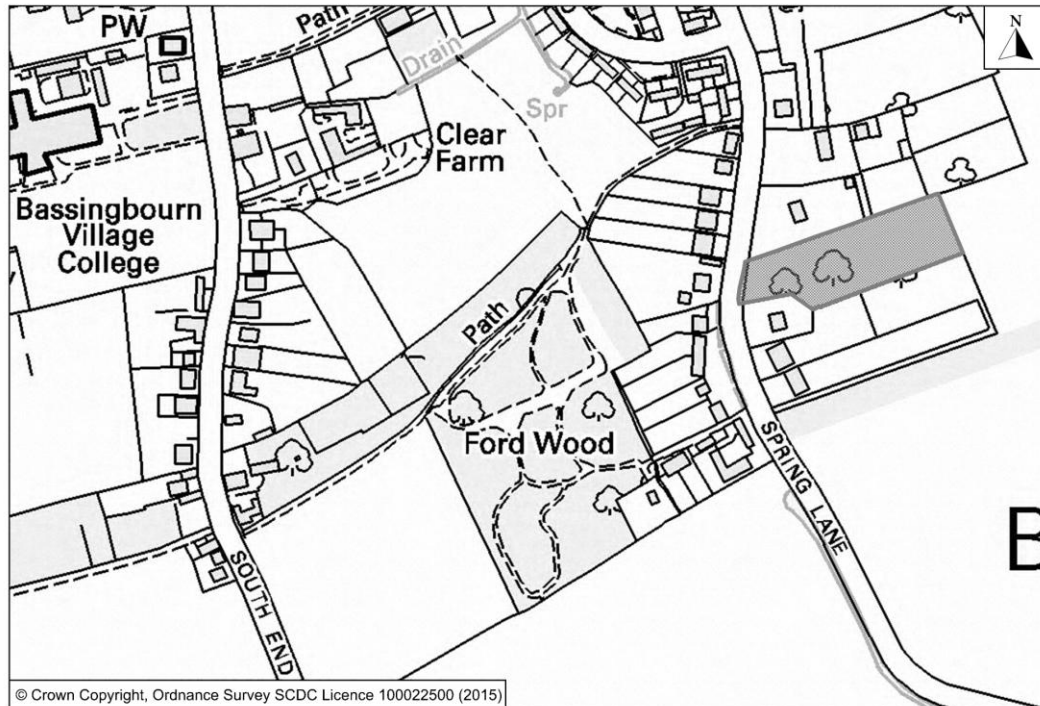 PW
Path
Drain
Spr
N
Clear
Farm
Bassingbourn
Village
College
Path
Ford Wood
SPRING LANE
SOUTH END
B
© Crown Copyright, Ordnance Survey SCDC Licence 100022500 (2015)